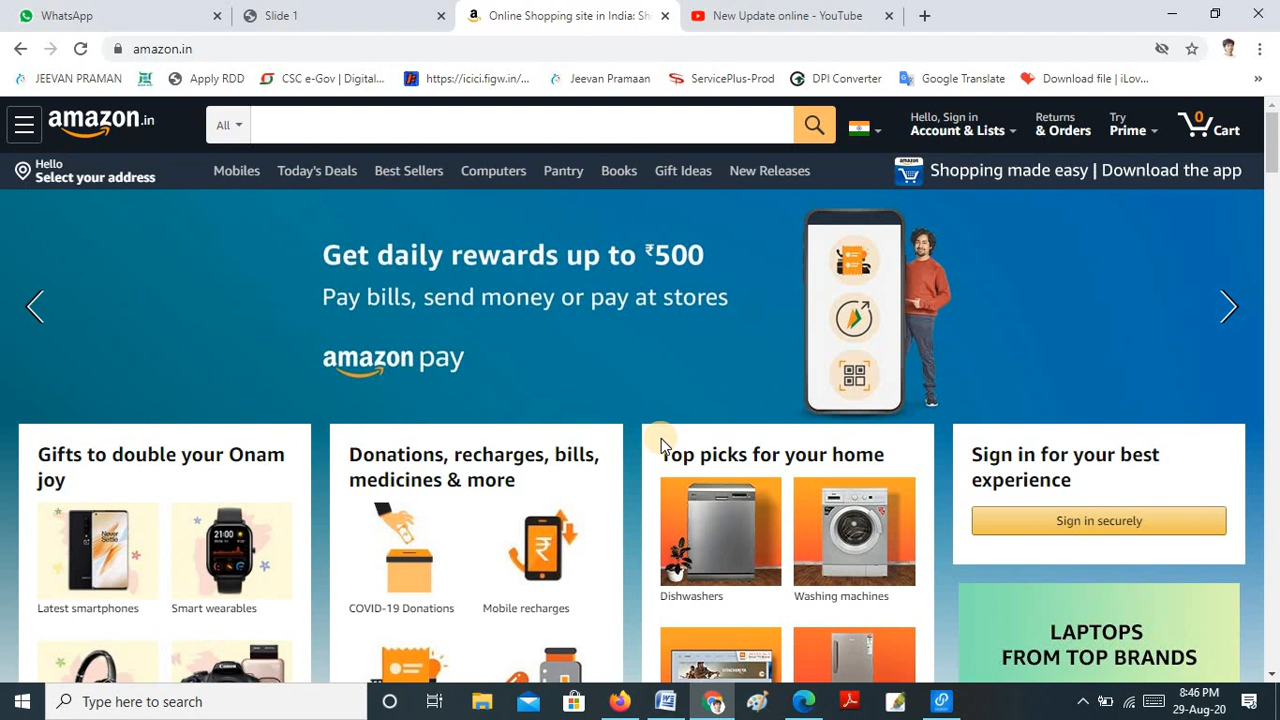 WhatsApp
Slide 1
Online Shopping site in India: Sh
New Update online - YouTube
amazon.in
JEEVAN PRAMAN
Apply RDD
CSC e-Gov | Digital...
https://icici.figw.in/...
Jeevan Pramaan
ServicePlus-Prod
DPI Converter
Google Translate
Download file | iLov...
amazon.in
All
Hello, Sign in
Account & Lists
Returns
& Orders
Try
Prime
0
Cart
Hello
Select your address
Mobiles
Today's Deals
Best Sellers
Computers
Pantry
Books
Gift Ideas
New Releases
amazon
Shopping made easy | Download the app
Get daily rewards up to ₹500
Pay bills, send money or pay at stores
amazon pay
Gifts to double your Onam
joy
Latest smartphones
Smart wearables
21:00
Donations, recharges, bills,
medicines & more
COVID-19 Donations
Mobile recharges
Top picks for your home
Dishwashers
Washing machines
Sign in for your best
experience
Sign in securely
LAPTOPS
FROM TOP BRANDS
Type here to search
8:46 PM
29-Aug-20